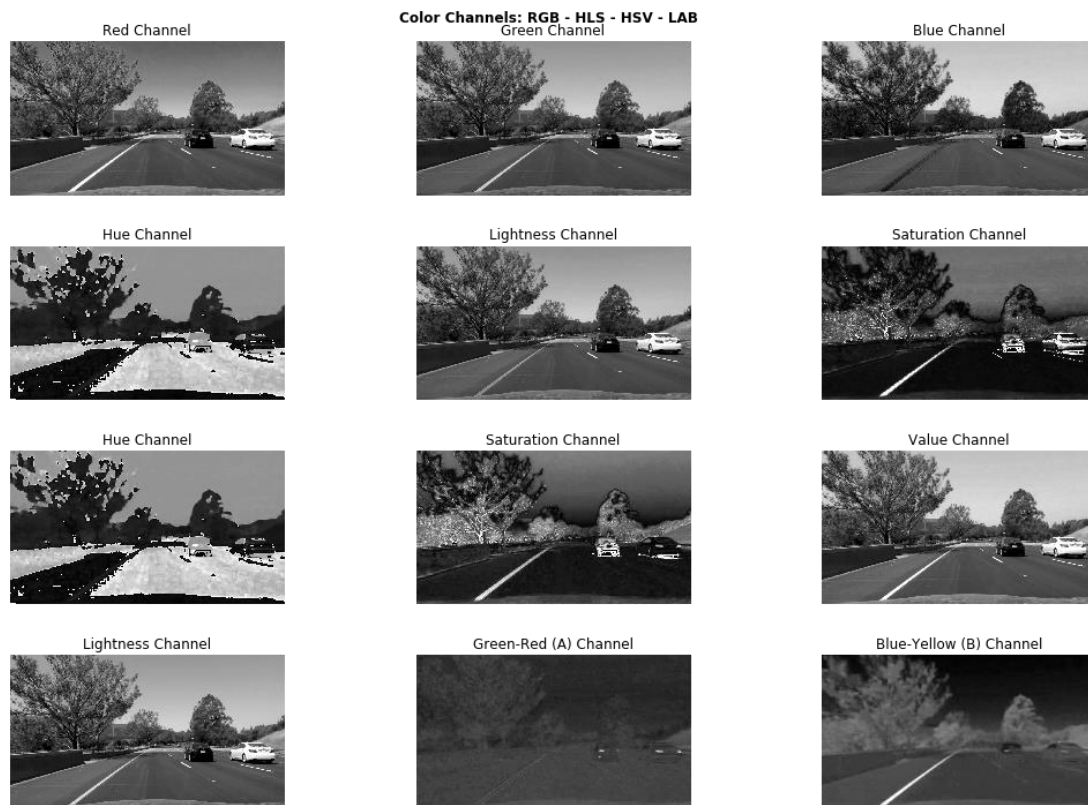 Color Channels: RGB - HLS - HSV - LAB
Red Channel
Green Channel
Blue Channel
Hue Channel
Lightness Channel
Saturation Channel
Hue Channel
Saturation Channel
Value Channel
Lightness Channel
Green-Red (A) Channel
Blue-Yellow (B) Channel